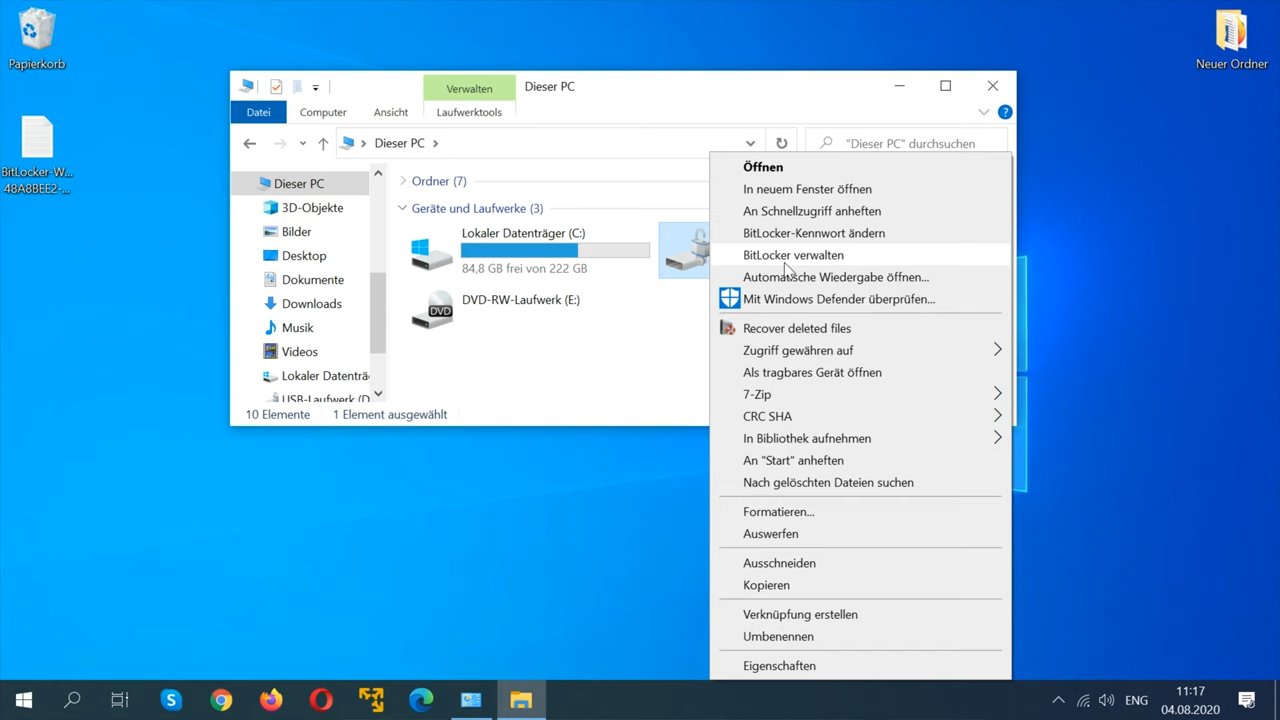 Papierkorb
BitLocker-W...
48A8BEE2-...
Neuer Ordner
Verwalten
Dieser PC
Datei
Computer
Ansicht
Laufwerktools
Dieser PC
"Dieser PC" durchsuchen
Dieser PC
3D-Objekte
Bilder
Desktop
Dokumente
Downloads
Musik
Videos
Lokaler Datenträ
USB-Laufwerk (D
Ordner (7)
Geräte und Laufwerke (3)
Lokaler Datenträger (C:)
84,8 GB frei von 222 GB
DVD
DVD-RW-Laufwerk (E:)
10 Elemente
1 Element ausgewählt
Öffnen
In neuem Fenster öffnen
An Schnellzugriff anheften
BitLocker-Kennwort ändern
BitLocker verwalten
Automatische Wiedergabe öffnen...
Mit Windows Defender überprüfen...
Recover deleted files
Zugriff gewähren auf
Als tragbares Gerät öffnen
7-Zip
CRC SHA
In Bibliothek aufnehmen
An "Start" anheften
Nach gelöschten Dateien suchen
Formatieren...
Auswerfen
Ausschneiden
Kopieren
Verknüpfung erstellen
Umbenennen
Eigenschaften
ENG
11:17
04.08.2020